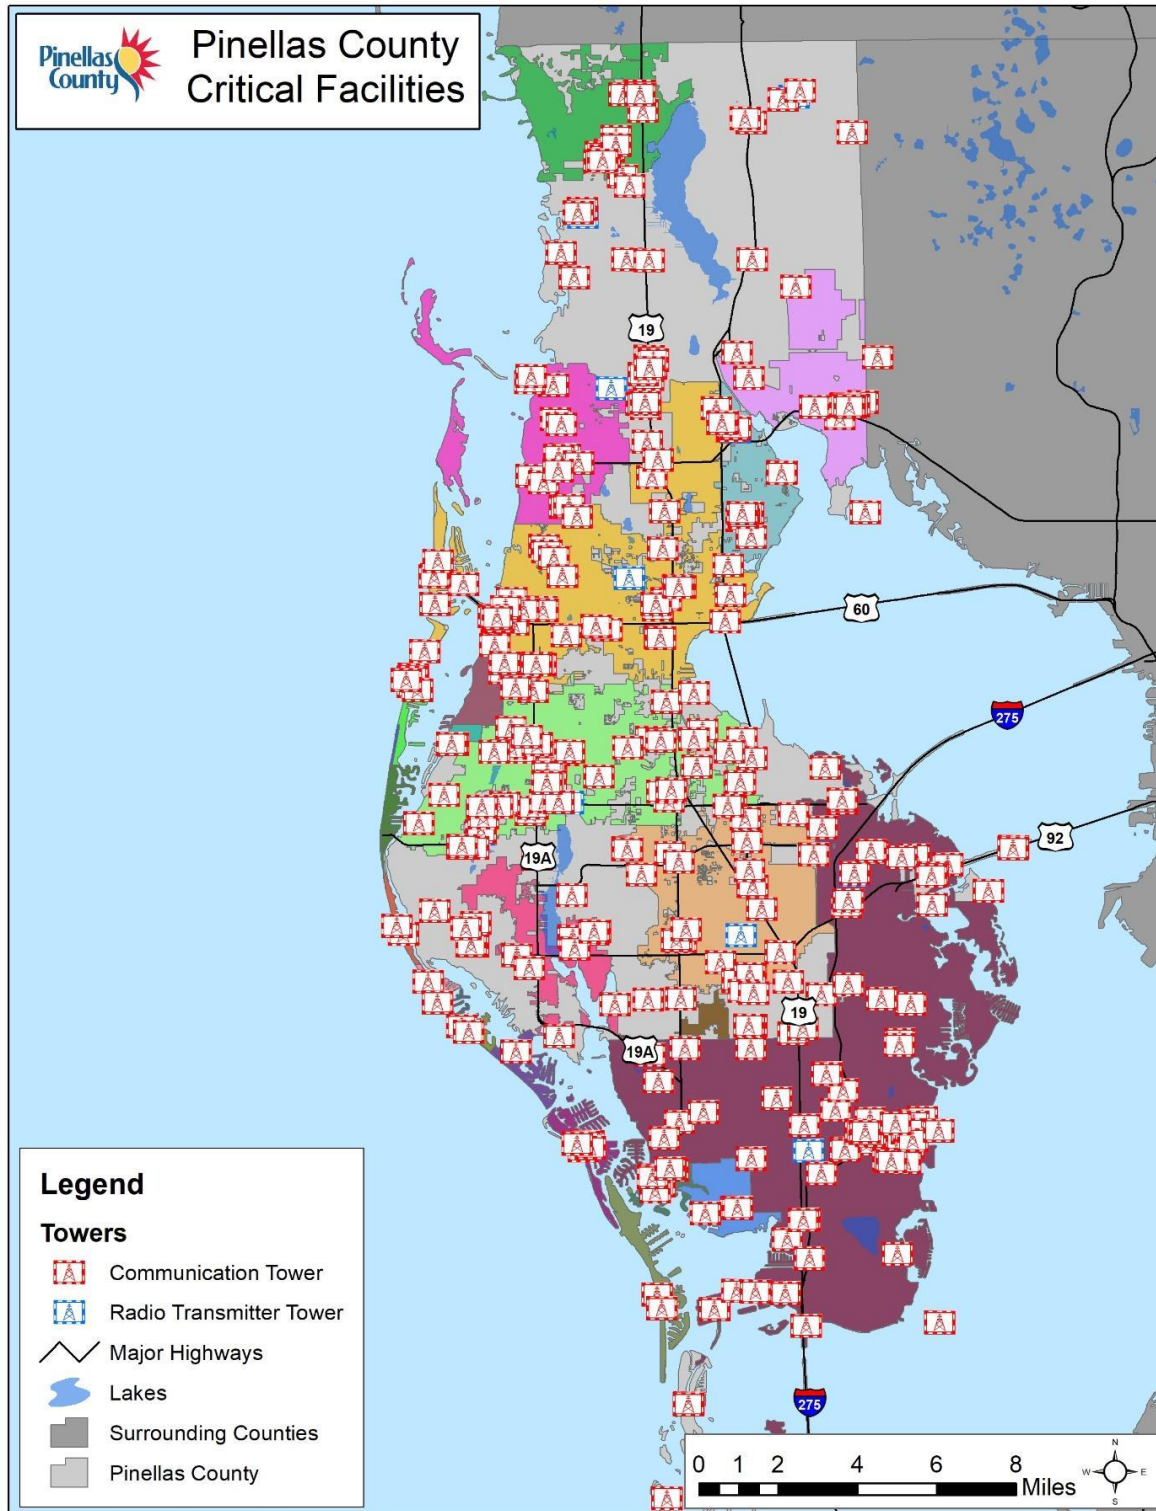 Pinellas
County
Pinellas County
Critical Facilities
19
60
275
92
19A
19
19A
275
Legend
Towers
Communication Tower
Radio Transmitter Tower
Major Highways
Lakes
Surrounding Counties
Pinellas County
0 1 2 4 6 8
Miles
N
W E
S